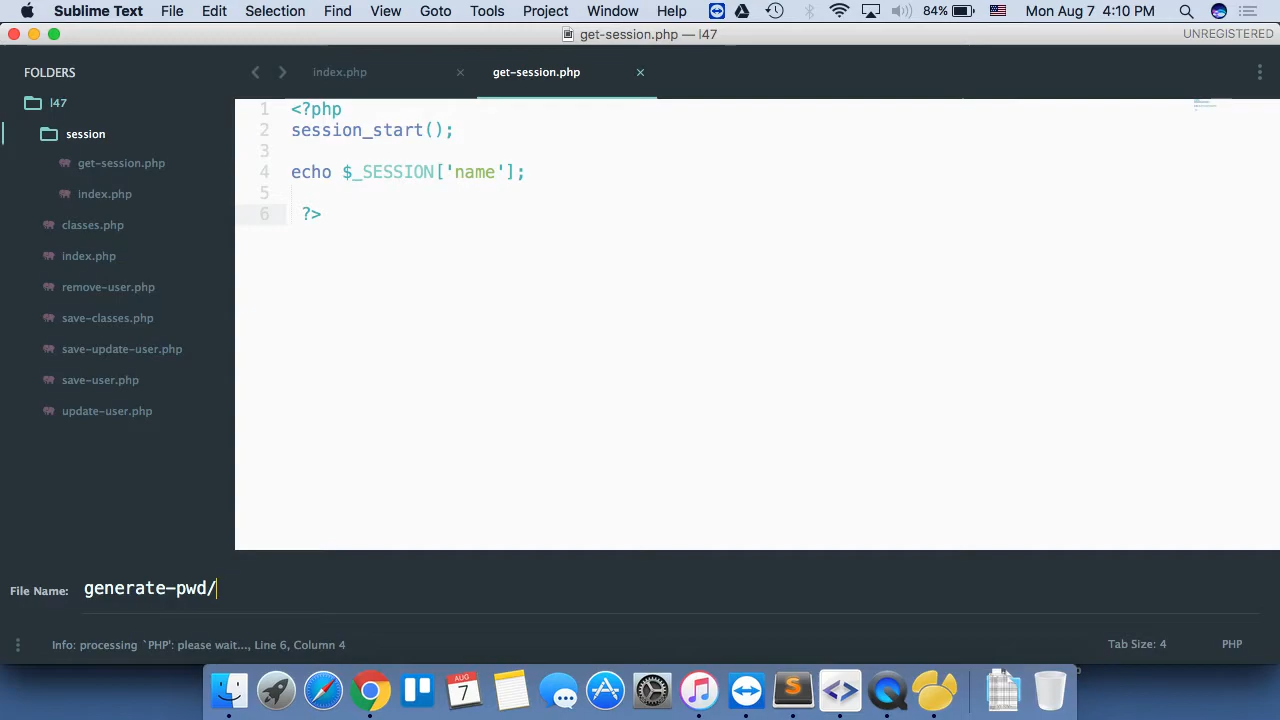 Sublime Text File Edit Selection Find View Goto Tools Project Window Help 84% Mon Aug 7 4:10 PM
get-session.php — l47 UNREGISTERED
FOLDERS
l47
session
get-session.php
index.php
classes.php
index.php
remove-user.php
save-classes.php
save-update-user.php
save-user.php
update-user.php
index.php × get-session.php ×
1 <?php
2 session_start();
3
4 echo $_SESSION['name'];
5
6 ?>
File Name: generate-pwd/
Info: processing `PHP': please wait..., Line 6, Column 4 Tab Size: 4 PHP
AUG
7